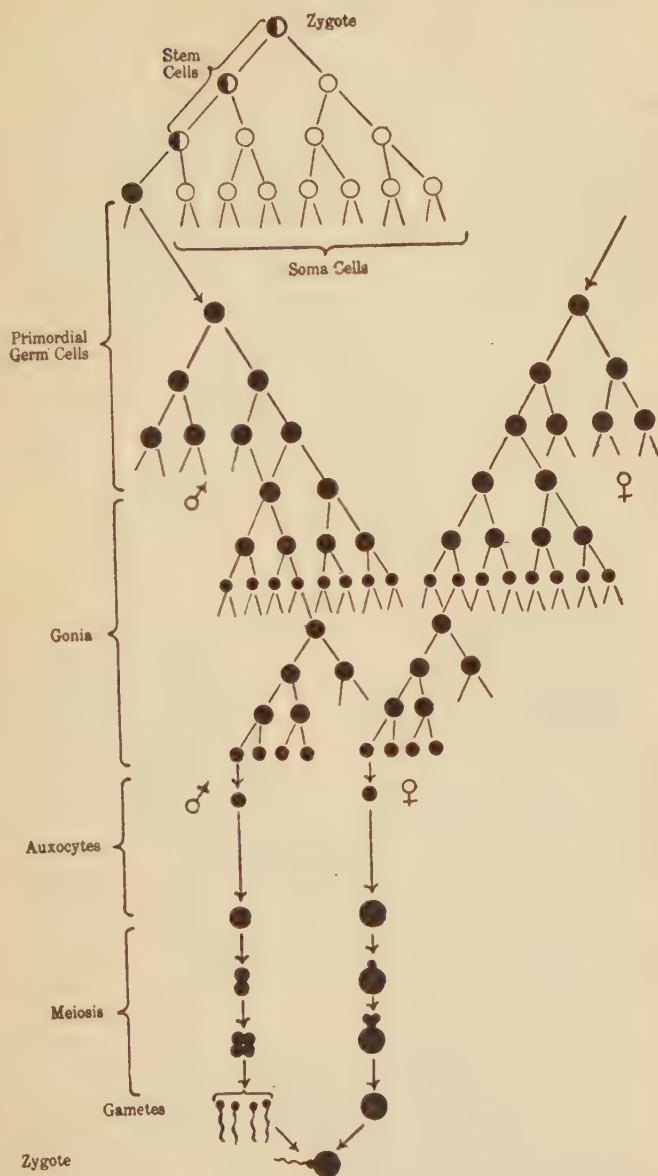 Zygote
Stem
Cells
Soma Cells
Primordial
Germ Cells
♂
♀
Gonia
♂
♀
Auxocytes
Meiosis
Gametes
Zygote